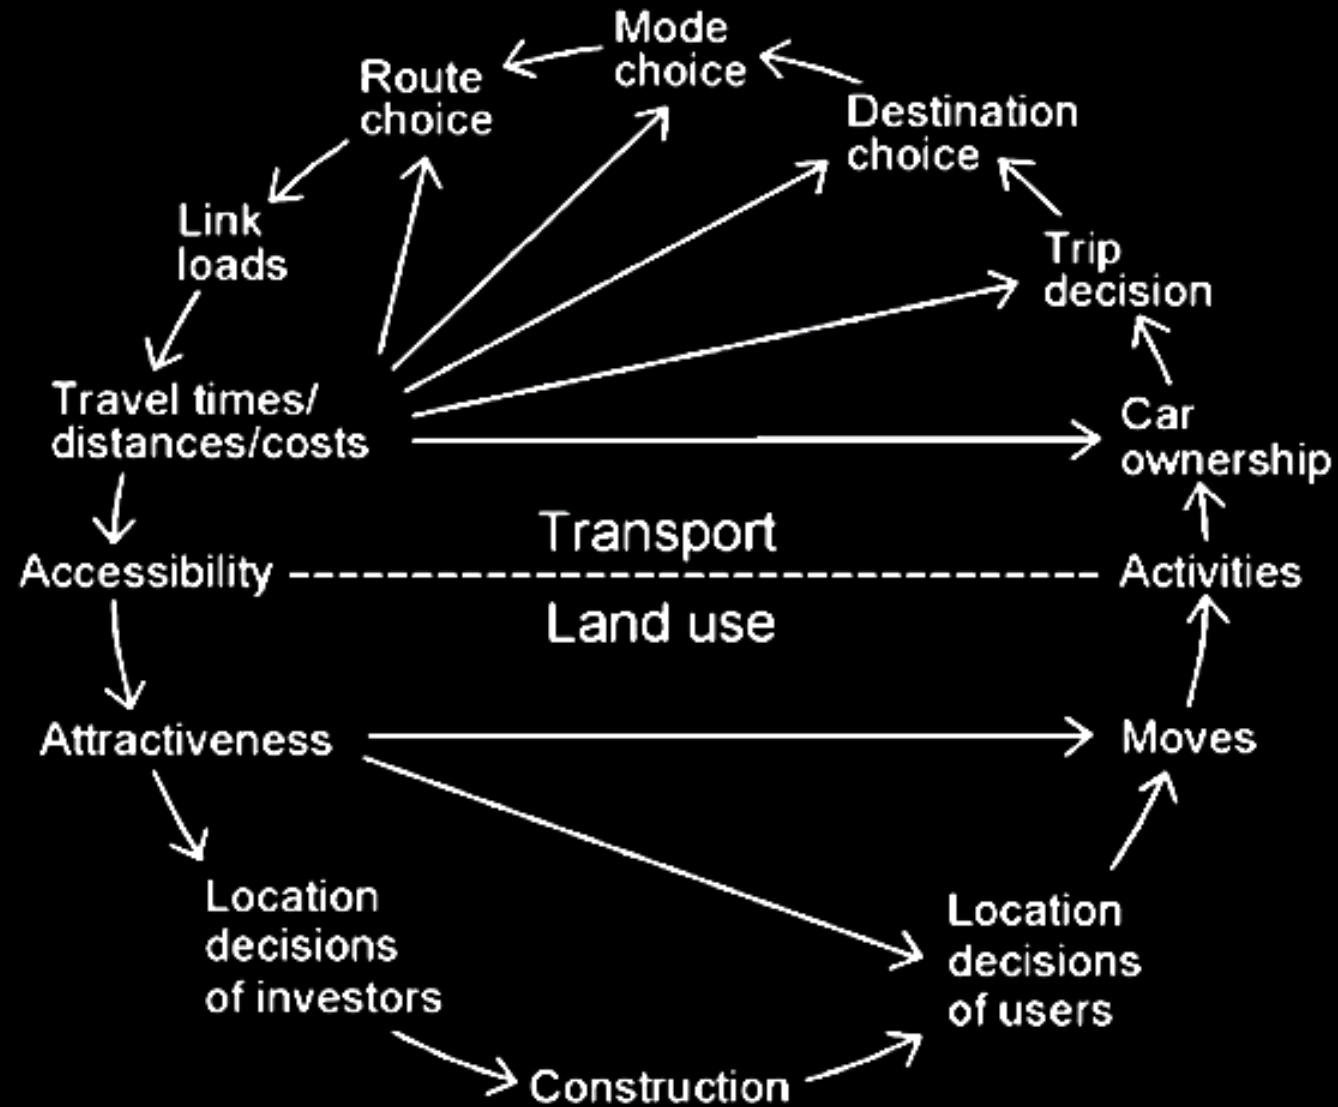 Mode
choice
Route
choice
Destination
choice
Link
loads
Trip
decision
Travel times/
distances/costs
Car
ownership
Transport
Accessibility
Activities
Land use
Attractiveness
Moves
Location
decisions
of investors
Location
decisions
of users
Construction